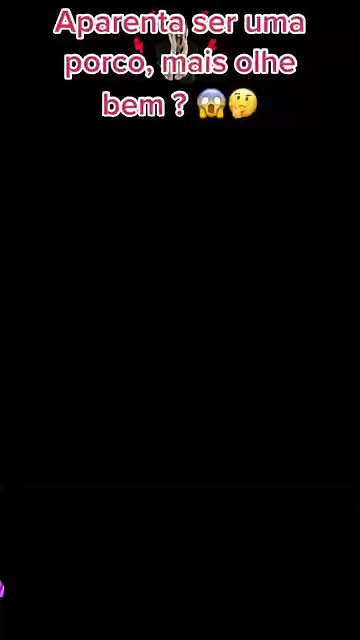 Aparenta ser uma
porco, mais olhe
bem ? 😱🤔